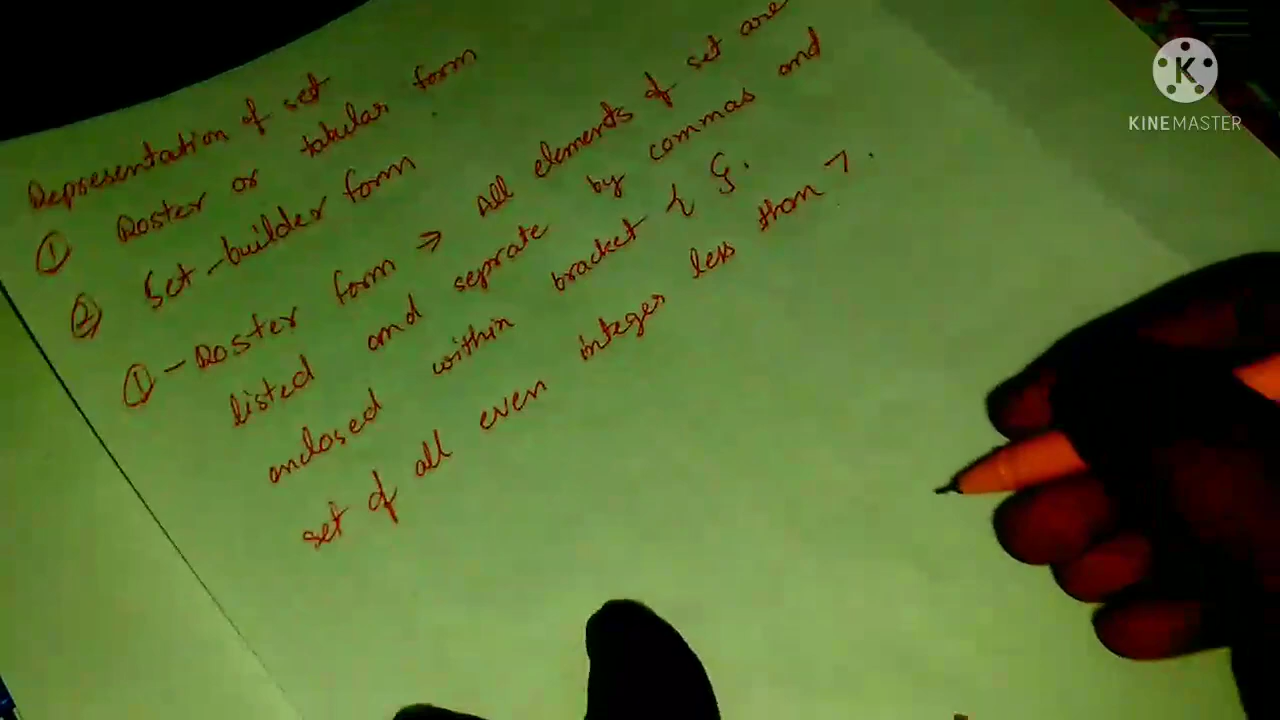 Representation of set
① Roster or tabular form
② Set-builder form
① - Roster form ⇒ All elements of set are
listed and seprate by commas and
enclosed within bracket { }.
set of all even integer less than 7.
K
KINEMASTER